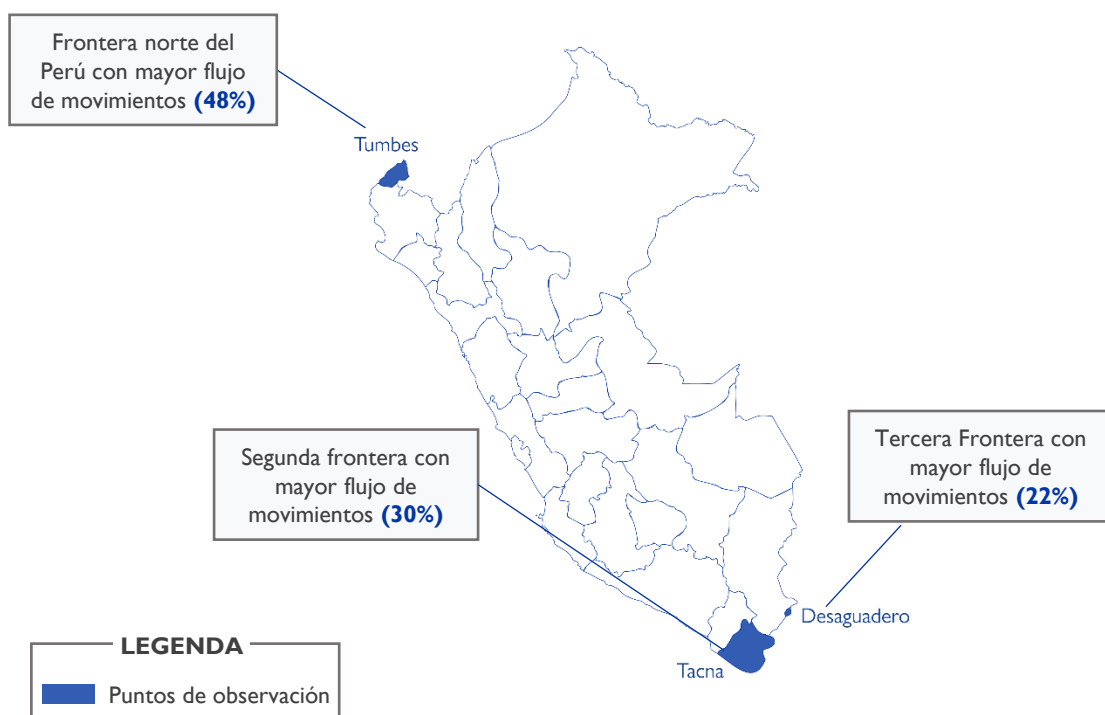 Frontera norte del
Perú con mayor flujo
de movimientos (48%)
Tumbes
Segunda frontera con
mayor flujo de
movimientos (30%)
Tercera Frontera con
mayor flujo de
movimientos (22%)
Desaguadero
Tacna
LEGENDA
Puntos de observación